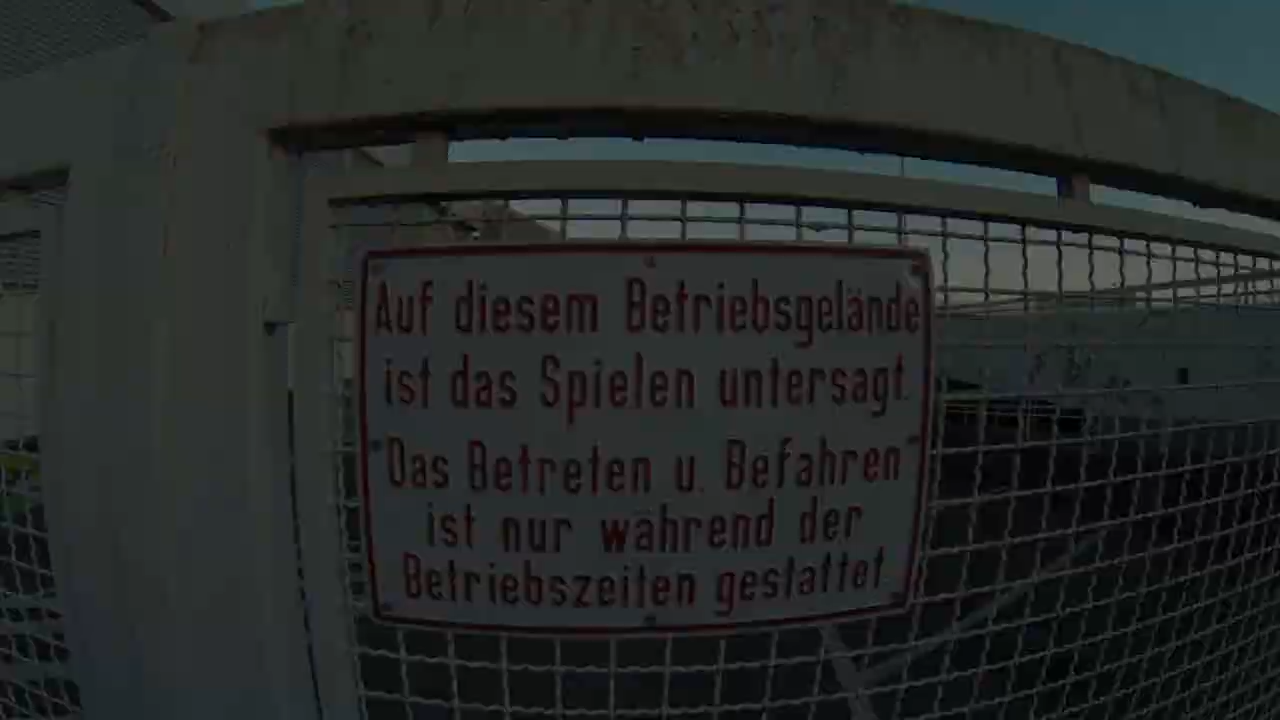 Auf diesem Betriebsgelände
ist das Spielen untersagt.
Das Betreten u. Befahren
ist nur während der
Betriebszeiten gestattet